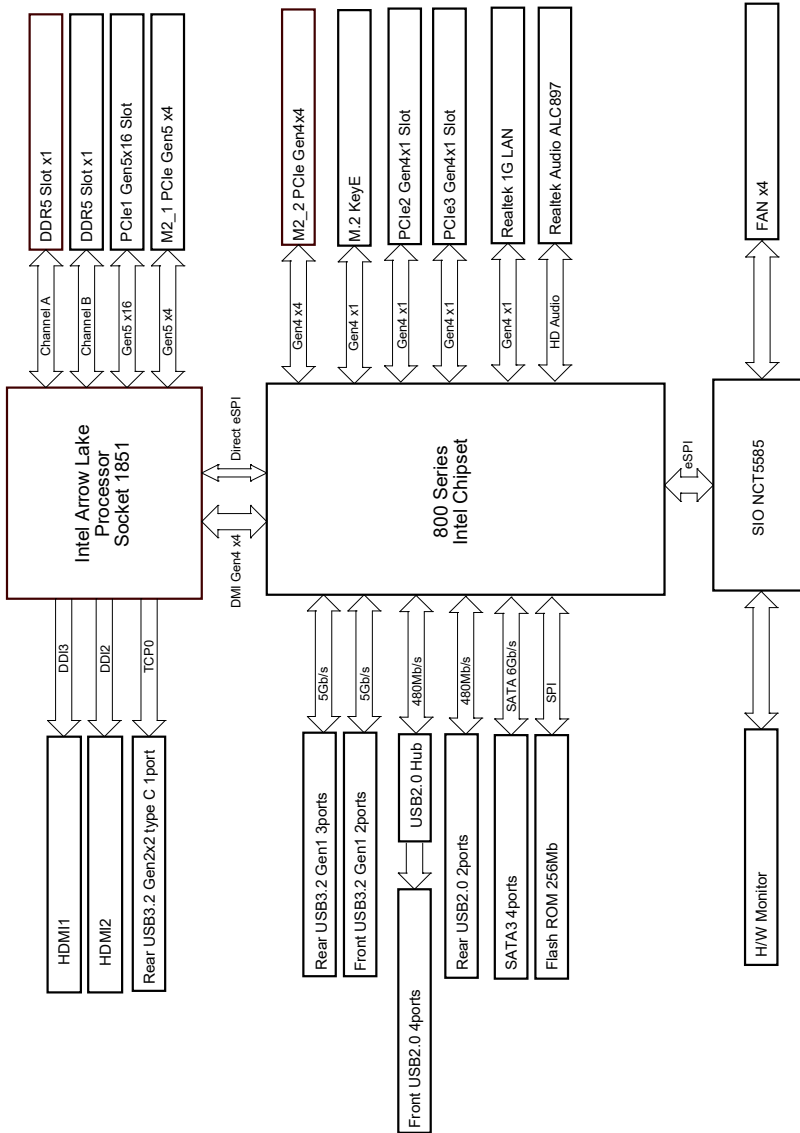 DDR5 Slot x1
DDR5 Slot x1
PCIe1 Gen5x16 Slot
M2_1 PCIe Gen5 x4
Channel A
Channel B
Gen5 x16
Gen5 x4
Intel Arrow Lake
Processor
Socket 1851
DDI3
DDI2
TCP0
HDMI1
HDMI2
Rear USB3.2 Gen2x2 type C 1port
Direct eSPI
DMI Gen4 x4
M2_2 PCIe Gen4x4
M.2 KeyE
PCIe2 Gen4x1 Slot
PCIe3 Gen4x1 Slot
Realtek 1G LAN
Realtek Audio ALC897
Gen4 x4
Gen4 x1
Gen4 x1
Gen4 x1
Gen4 x1
HD Audio
800 Series
Intel Chipset
5Gb/s
5Gb/s
480Mb/s
480Mb/s
SATA 6Gb/s
SPI
Rear USB3.2 Gen1 3ports
Front USB3.2 Gen1 2ports
USB2.0 Hub
Front USB2.0 4ports
Rear USB2.0 2ports
SATA3 4ports
Flash ROM 256Mb
eSPI
FAN x4
SIO NCT5585
H/W Monitor